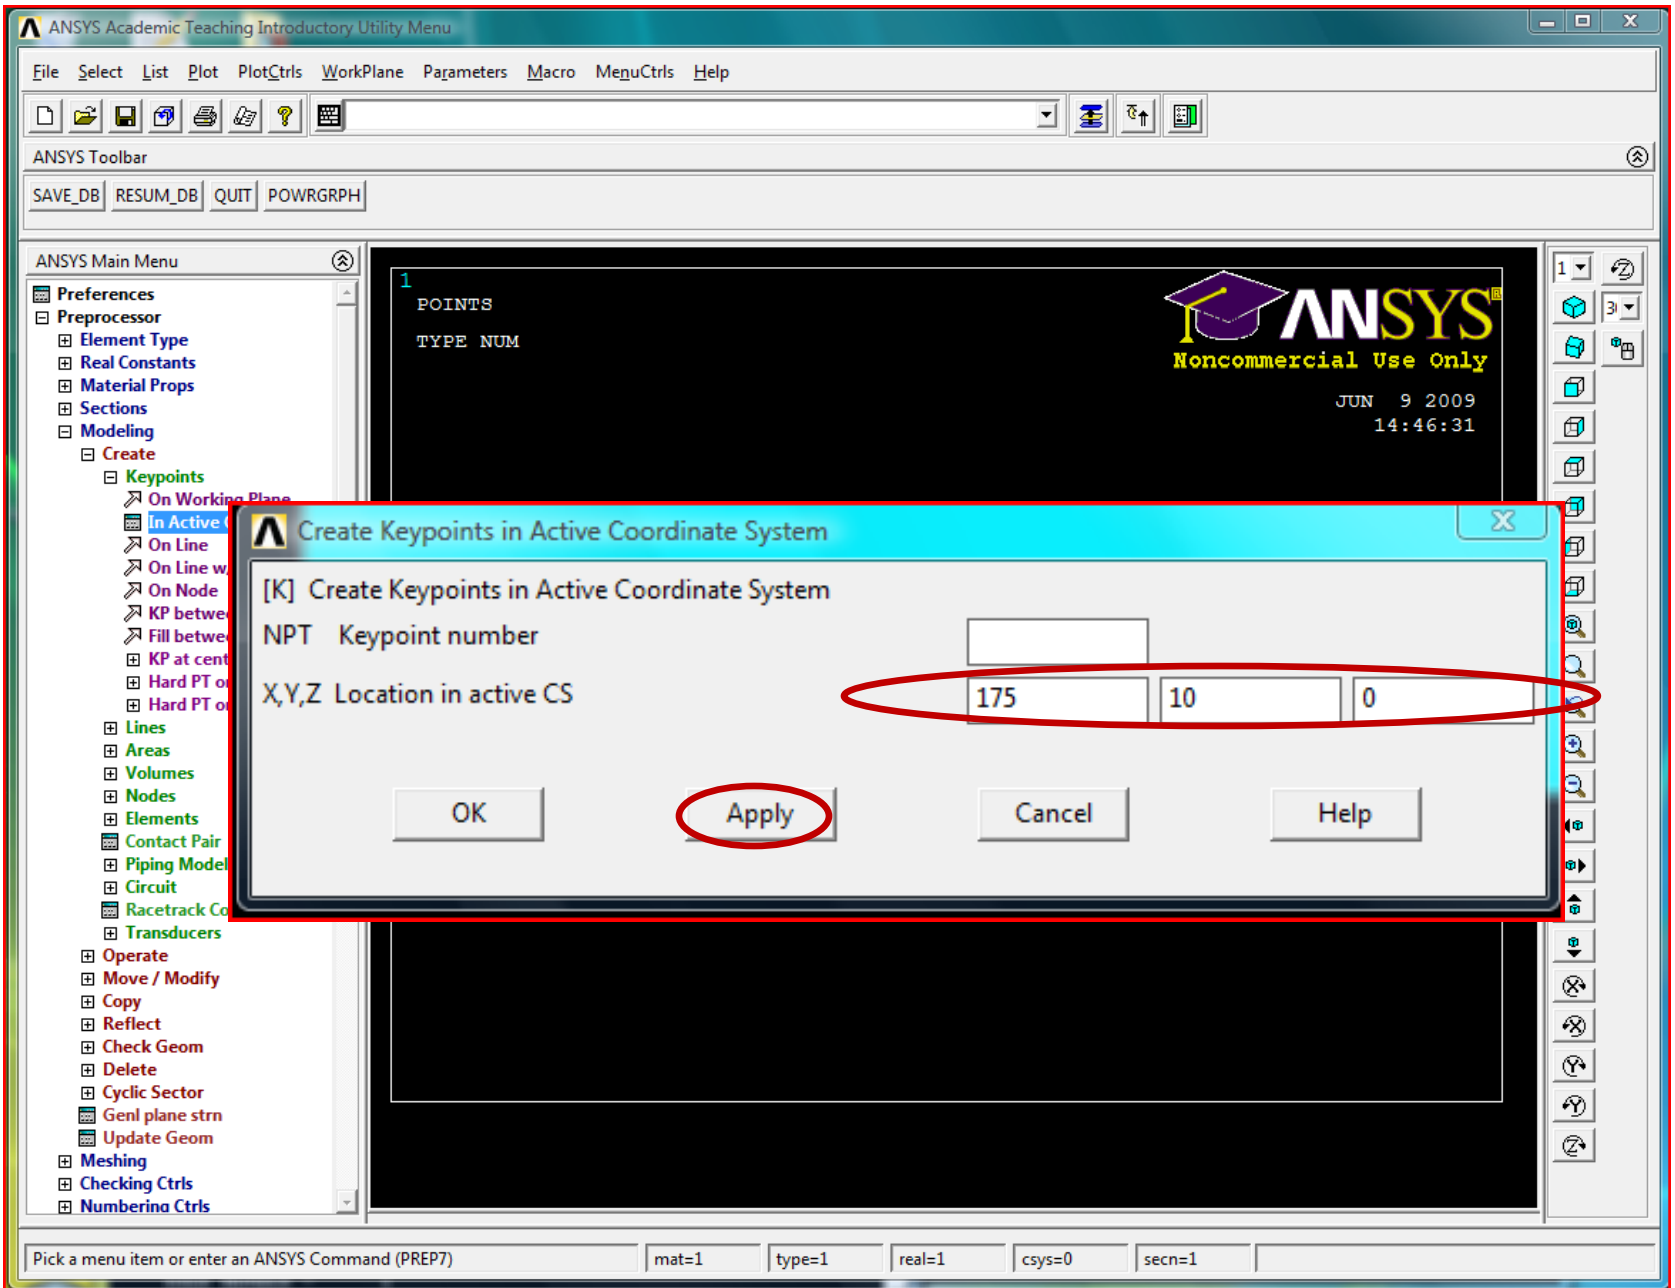 ANSYS Academic Teaching Introductory Utility Menu
File Select List Plot PlotCtrls WorkPlane Parameters Macro MenuCtrls Help
ANSYS Toolbar
SAVE_DB RESUM_DB QUIT POWRGRPH
ANSYS Main Menu
Preferences
Preprocessor
Element Type
Real Constants
Material Props
Sections
Modeling
Create
Keypoints
On Working Plane
In Active
On Line
On Line w
On Node
KP betwe
Fill betwe
KP at cent
Hard PT o
Hard PT o
Lines
Areas
Volumes
Nodes
Elements
Contact Pair
Piping Model
Circuit
Racetrack Co
Transducers
Operate
Move / Modify
Copy
Reflect
Check Geom
Delete
Cyclic Sector
Genl plane strn
Update Geom
Meshing
Checking Ctrls
Numbering Ctrls
1
POINTS
TYPE NUM
ANSYS®
Noncommercial Use Only
JUN 9 2009
14:46:31
Create Keypoints in Active Coordinate System
[K] Create Keypoints in Active Coordinate System
NPT Keypoint number
X,Y,Z Location in active CS 175 10 0
OK Apply Cancel Help
1
Pick a menu item or enter an ANSYS Command (PREP7) mat=1 type=1 real=1 csys=0 secn=1